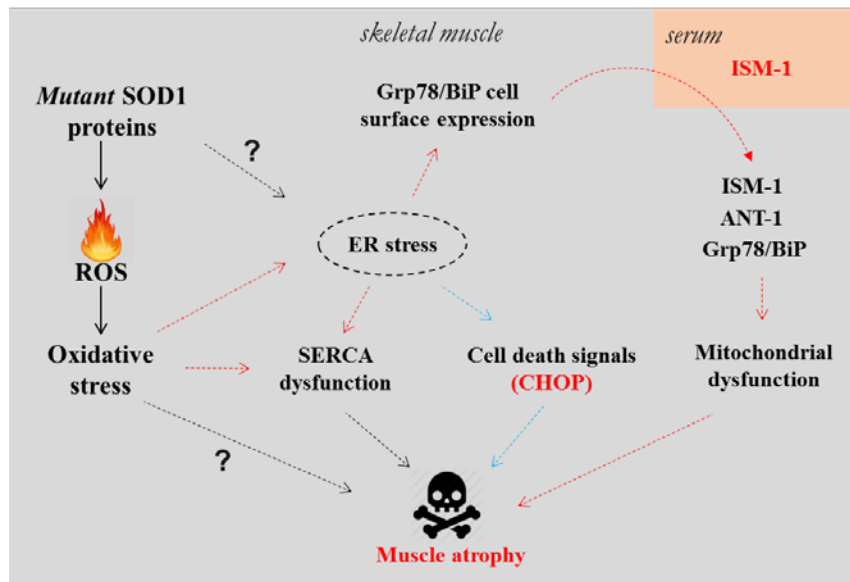 skeletal muscle
serum
ISM-1
Mutant SOD1
proteins
?
Grp78/BiP cell
surface expression
ISM-1
ANT-1
Grp78/BiP
ROS
ER stress
Oxidative
stress
SERCA
dysfunction
Cell death signals
(CHOP)
Mitochondrial
dysfunction
?
Muscle atrophy